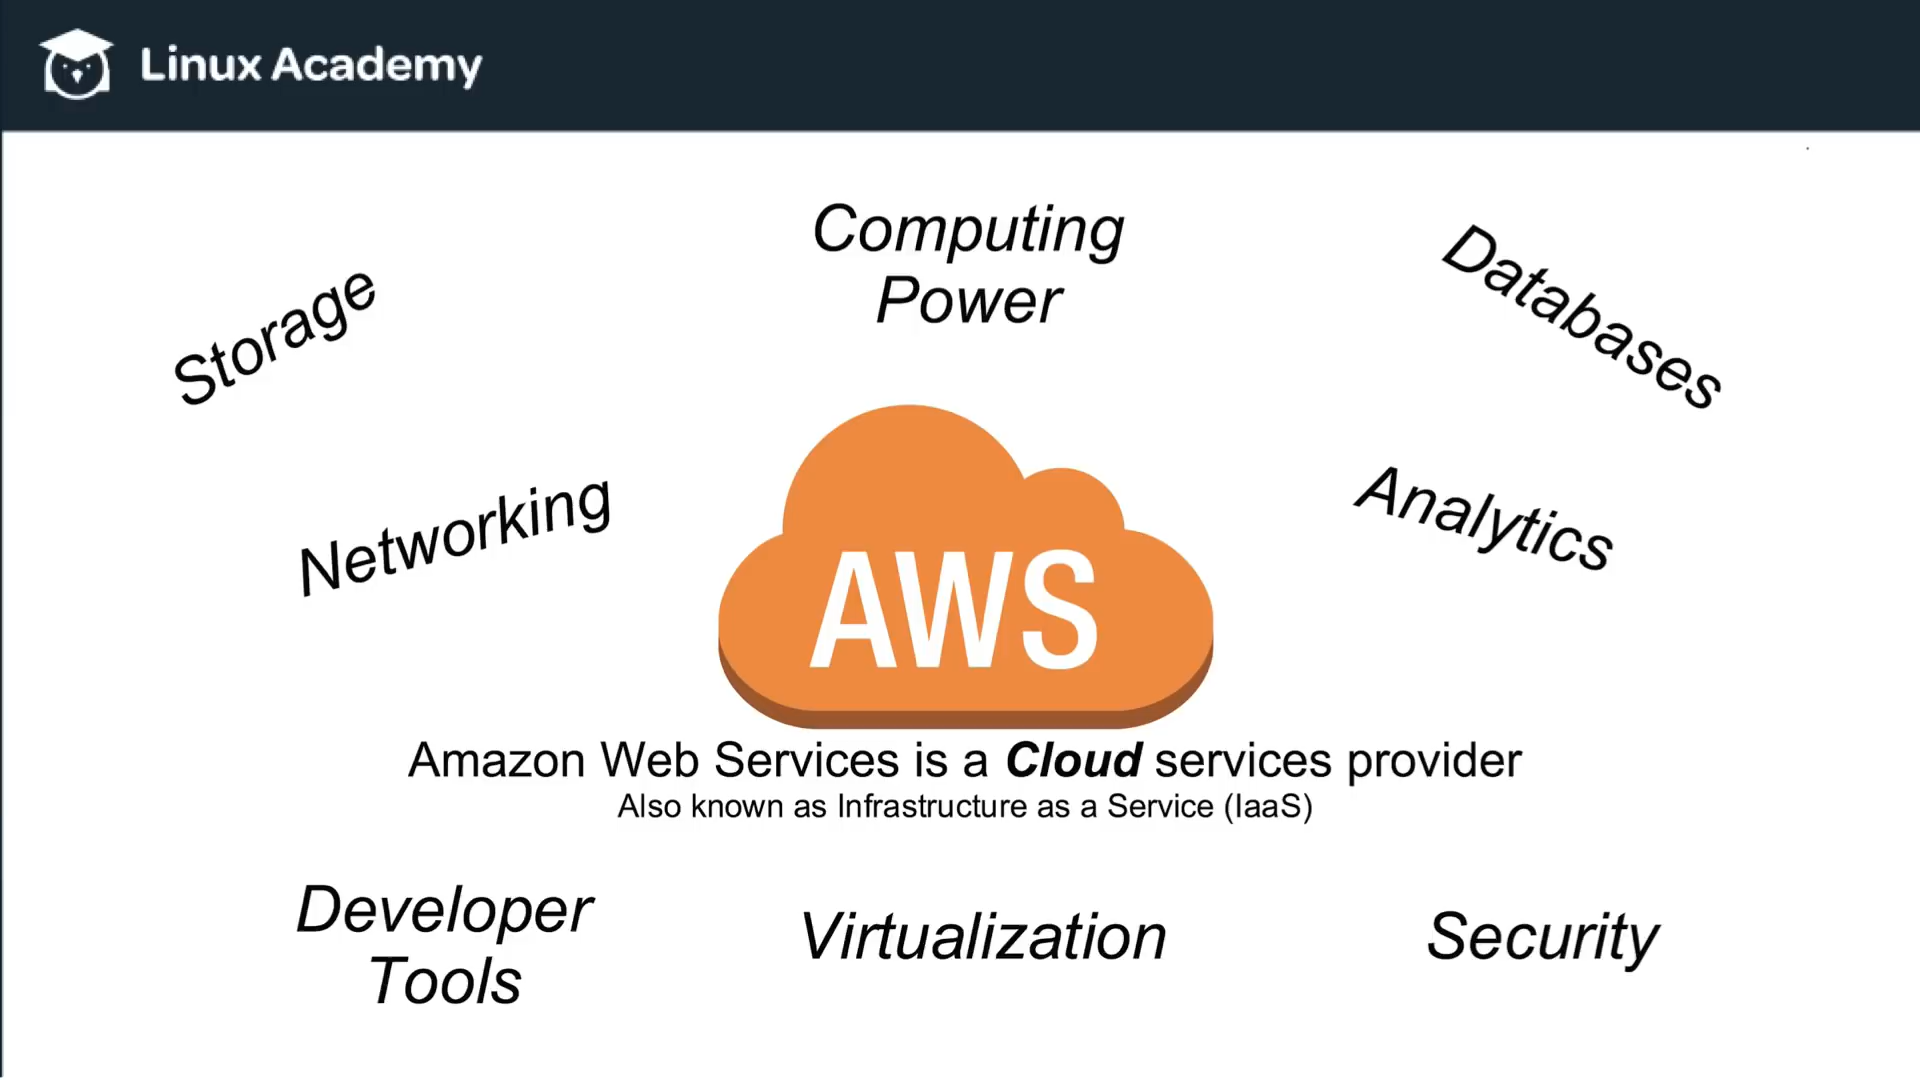 Linux Academy
Computing
Power
Databases
Storage
Networking
Analytics
AWS
Amazon Web Services is a Cloud services provider
Also known as Infrastructure as a Service (IaaS)
Developer
Tools
Virtualization
Security